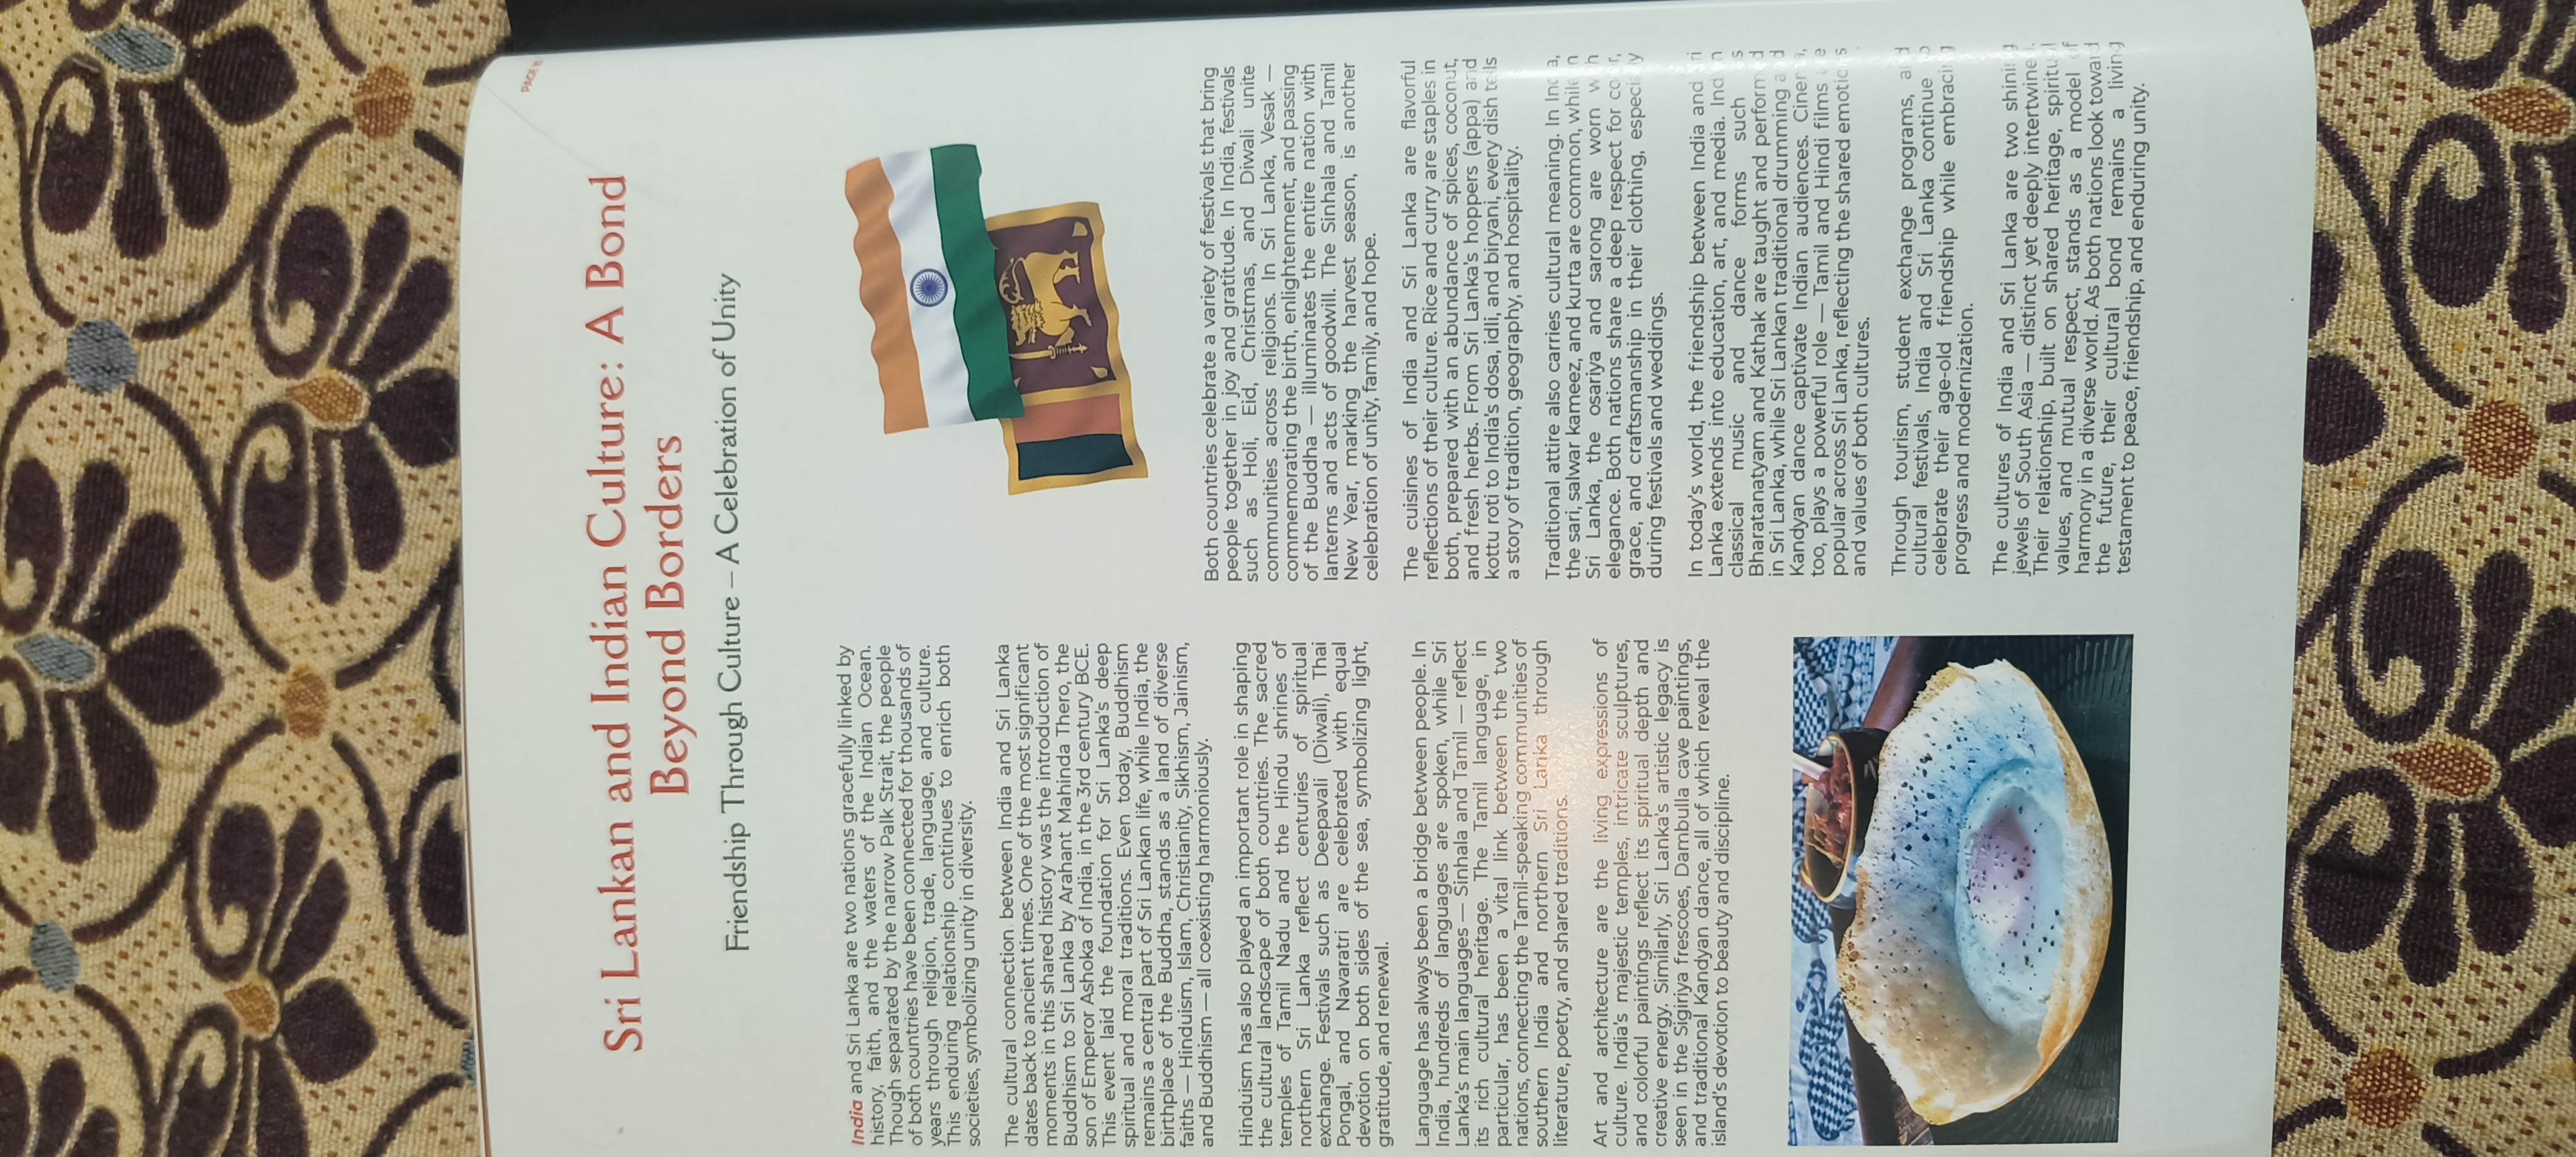 Sri Lankan and Indian Culture: A Bond
Beyond Borders
Friendship Through Culture – A Celebration of Unity
India and Sri Lanka are two nations gracefully linked by
history, faith, and the waters of the Indian Ocean.
Though separated by the narrow Palk Strait, the people
of both countries have been connected for thousands of
years through religion, trade, language, and culture.
This enduring relationship continues to enrich both
societies, symbolizing unity in diversity.
The cultural connection between India and Sri Lanka
dates back to ancient times. One of the most significant
moments in this shared history was the introduction of
Buddhism to Sri Lanka by Arahant Mahinda Thero, the
son of Emperor Ashoka of India, in the 3rd century BCE.
This event laid the foundation for Sri Lanka's deep
spiritual and moral traditions. Even today, Buddhism
remains a central part of Sri Lankan life, while India, the
birthplace of the Buddha, stands as a land of diverse
faiths — Hinduism, Islam, Christianity, Sikhism, Jainism,
and Buddhism — all coexisting harmoniously.
Hinduism has also played an important role in shaping
the cultural landscape of both countries. The sacred
temples of Tamil Nadu and the Hindu shrines of
northern Sri Lanka reflect centuries of spiritual
exchange. Festivals such as Deepavali (Diwali), Thai
Pongal, and Navaratri are celebrated with equal
devotion on both sides of the sea, symbolizing light,
gratitude, and renewal.
Language has always been a bridge between people. In
India, hundreds of languages are spoken, while Sri
Lanka's main languages — Sinhala and Tamil — reflect
its rich cultural heritage. The Tamil language, in
particular, has been a vital link between the two
nations, connecting the Tamil-speaking communities of
southern India and northern Sri Lanka through
literature, poetry, and shared traditions.
Art and architecture are the living expressions of
culture. India's majestic temples, intricate sculptures,
and colorful paintings reflect its spiritual depth and
creative energy. Similarly, Sri Lanka's artistic legacy is
seen in the Sigiriya frescoes, Dambulla cave paintings,
and traditional Kandyan dance, all of which reveal the
island's devotion to beauty and discipline.
Both countries celebrate a variety of festivals that bring
people together in joy and gratitude. In India, festivals
such as Holi, Eid, Christmas, and Diwali unite
communities across religions. In Sri Lanka, Vesak —
commemorating the birth, enlightenment, and passing
of the Buddha — illuminates the entire nation with
lanterns and acts of goodwill. The Sinhala and Tamil
New Year, marking the harvest season, is another
celebration of unity, family, and hope.
The cuisines of India and Sri Lanka are flavorful
reflections of their culture. Rice and curry are staples in
both, prepared with an abundance of spices, coconut,
and fresh herbs. From Sri Lanka's hoppers (appa) and
kottu roti to India's dosa, idli, and biryani, every dish tells
a story of tradition, geography, and hospitality.
Traditional attire also carries cultural meaning. In India,
the sari, salwar kameez, and kurta are common, while in
Sri Lanka, the osariya and sarong are worn with
elegance. Both nations share a deep respect for color,
grace, and craftsmanship in their clothing, especially
during festivals and weddings.
In today's world, the friendship between India and Sri
Lanka extends into education, art, and media. Indian
classical music and dance forms such as
Bharatanatyam and Kathak are taught and performed
in Sri Lanka, while Sri Lankan traditional drumming and
Kandyan dance captivate Indian audiences. Cinema,
too, plays a powerful role — Tamil and Hindi films are
popular across Sri Lanka, reflecting the shared emotions
and values of both cultures.
Through tourism, student exchange programs, and
cultural festivals, India and Sri Lanka continue to
celebrate their age-old friendship while embracing
progress and modernization.
The cultures of India and Sri Lanka are two shining
jewels of South Asia — distinct yet deeply intertwined.
Their relationship, built on shared heritage, spiritual
values, and mutual respect, stands as a model of
harmony in a diverse world. As both nations look toward
the future, their cultural bond remains a living
testament to peace, friendship, and enduring unity.